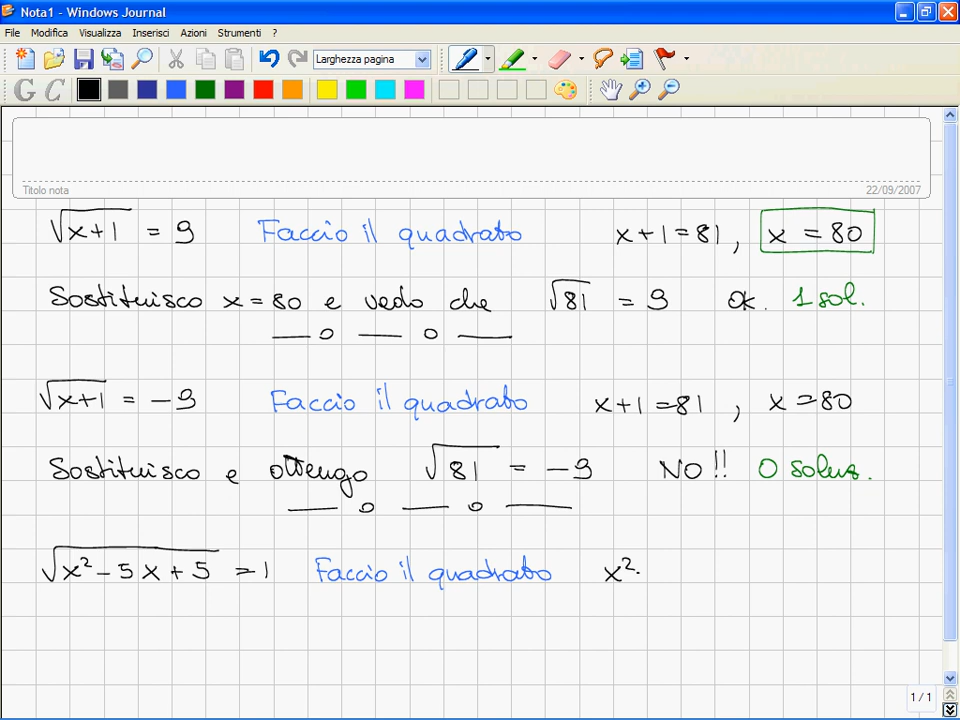 Nota1 - Windows Journal
File Modifica Visualizza Inserisci Azioni Strumenti ?
Larghezza pagina
G C
Titolo nota 22/09/2007
√x+1 = 9 Faccio il quadrato x+1=81, x = 80
Sostituisco x=80 e vedo che √81 = 9 Ok. 1 sol.
√x+1 = -9 Faccio il quadrato x+1=81, x=80
Sostituisco e ottengo √81 = -9 NO!! 0 soluz.
√x²-5x+5 =1 Faccio il quadrato x²
1 / 1